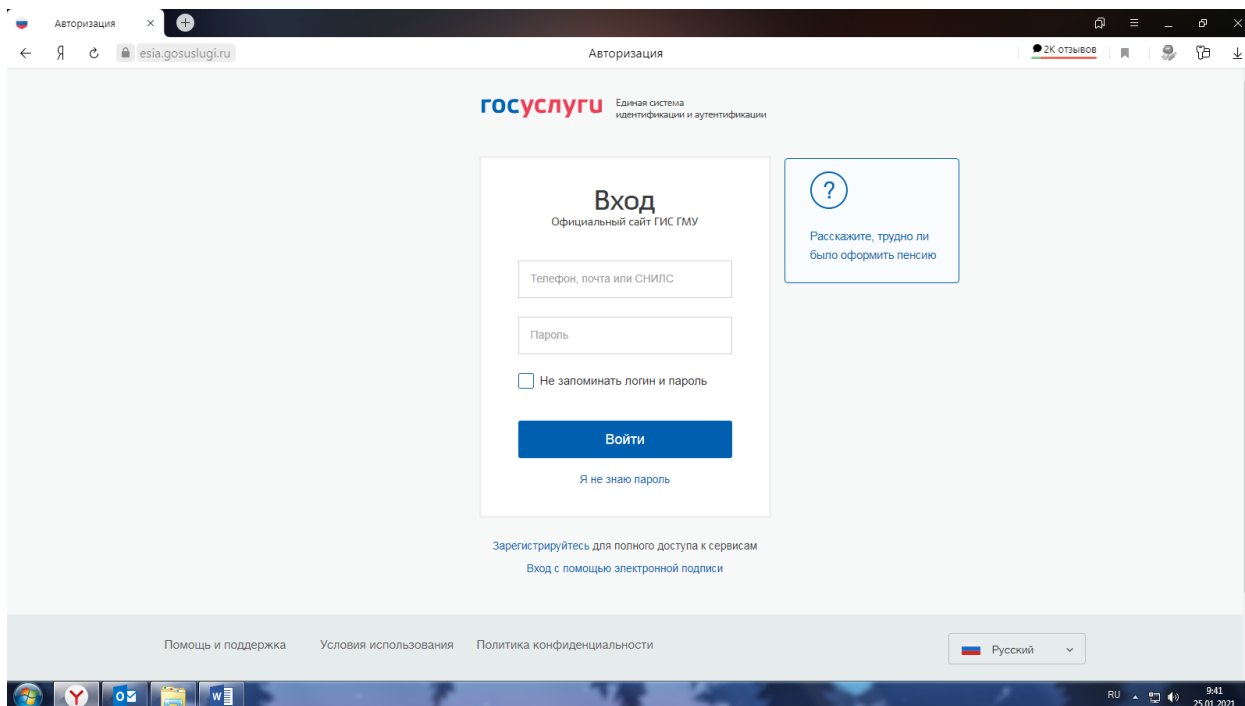 Авторизация
esia.gosuslugi.ru
Авторизация
2K отзывов
госуслуги
Единая система
идентификации и аутентификации
Вход
Официальный сайт ГИС ГМУ
Телефон, почта или СНИЛС
Пароль
Не запоминать логин и пароль
Войти
Я не знаю пароль
?
Расскажите, трудно ли
было оформить пенсию
Зарегистрируйтесь для полного доступа к сервисам
Вход с помощью электронной подписи
Помощь и поддержка
Условия использования
Политика конфиденциальности
Русский
RU
9:41
25.01.2021